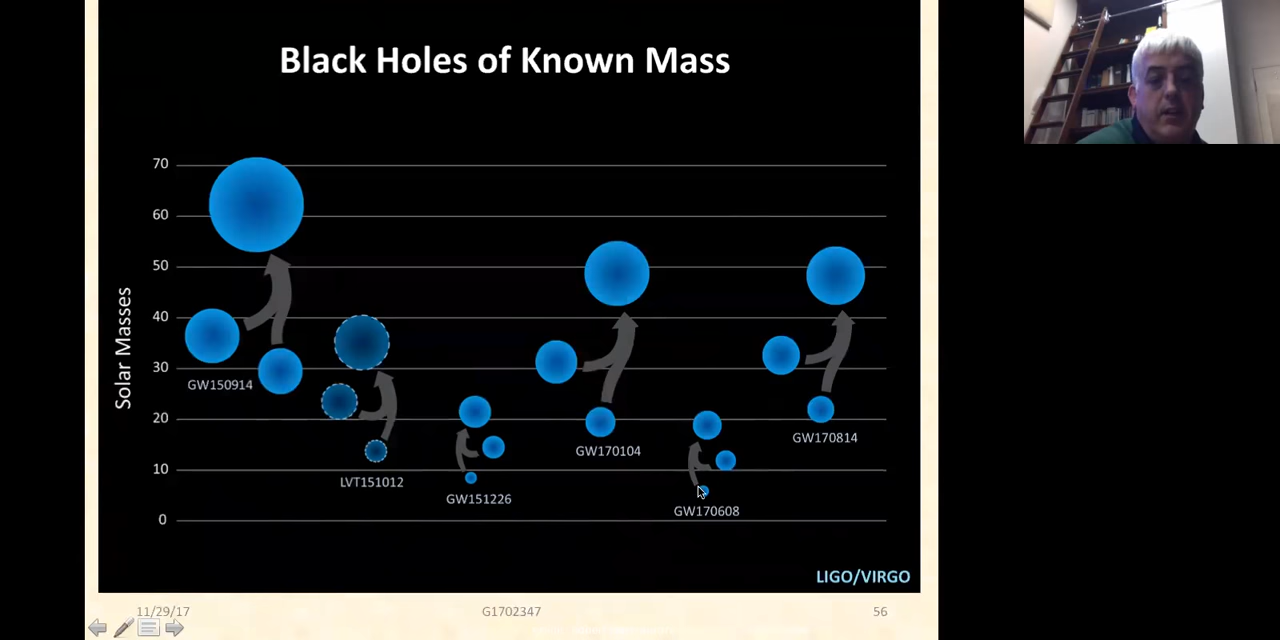 Black Holes of Known Mass
Solar Masses
70
60
50
40
30
20
10
0
GW150914
LVT151012
GW151226
GW170104
GW170608
GW170814
LIGO/VIRGO
11/29/17
G1702347
56